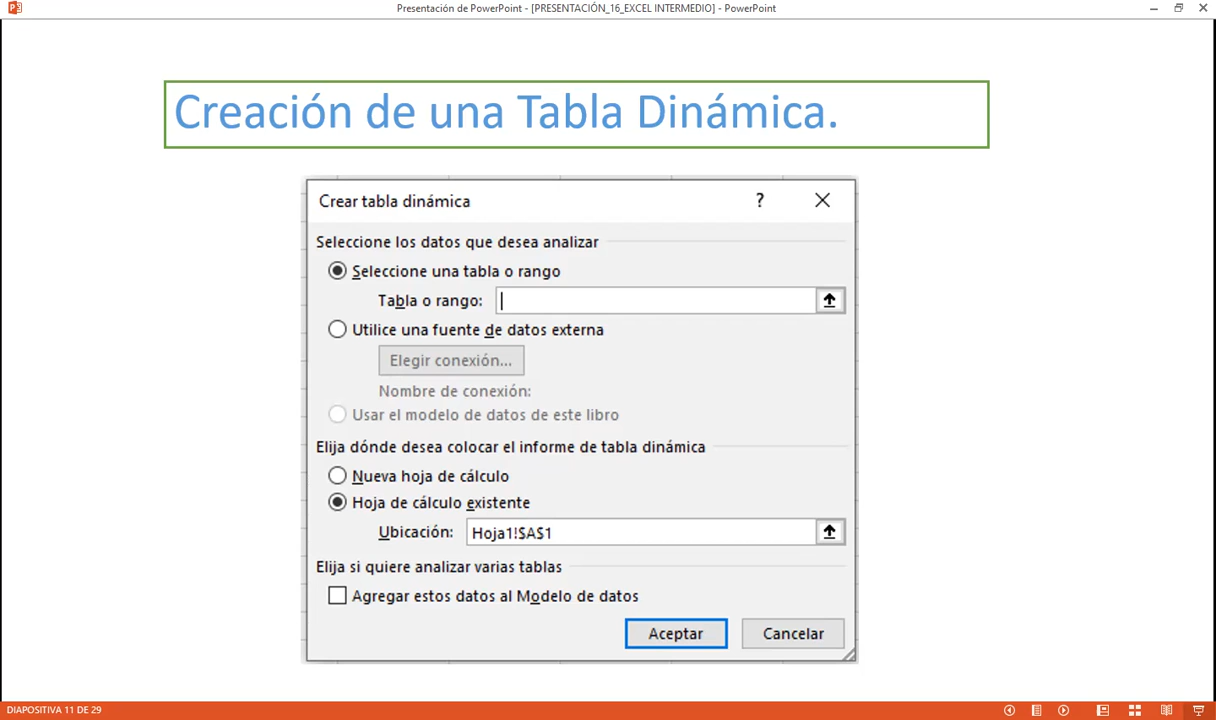 Presentación de PowerPoint - [PRESENTACIÓN_16_EXCEL INTERMEDIO] - PowerPoint
Creación de una Tabla Dinámica.
Crear tabla dinámica
?
Seleccione los datos que desea analizar
Seleccione una tabla o rango
Tabla o rango:
Utilice una fuente de datos externa
Elegir conexión...
Nombre de conexión:
Usar el modelo de datos de este libro
Elija dónde desea colocar el informe de tabla dinámica
Nueva hoja de cálculo
Hoja de cálculo existente
Ubicación: Hoja1!$A$1
Elija si quiere analizar varias tablas
Agregar estos datos al Modelo de datos
Aceptar Cancelar
DIAPOSITIVA 11 DE 29